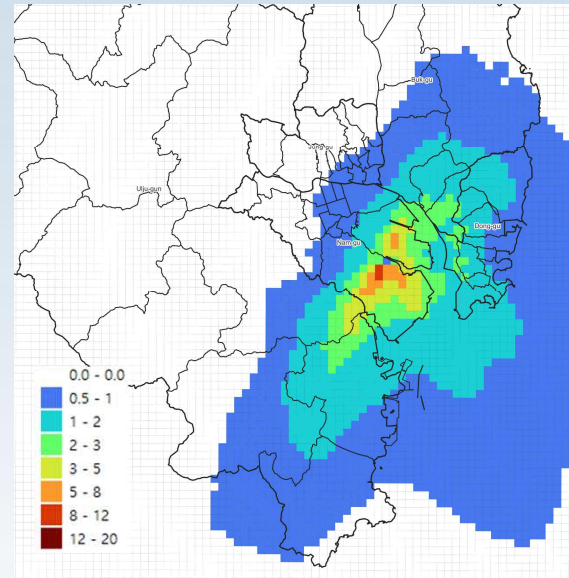 Buk-gu
Jung-gu
Ulju-gun
Dong-gu
Nam-gu
0.0 - 0.0
0.5 - 1
1 - 2
2 - 3
3 - 5
5 - 8
8 - 12
12 - 20